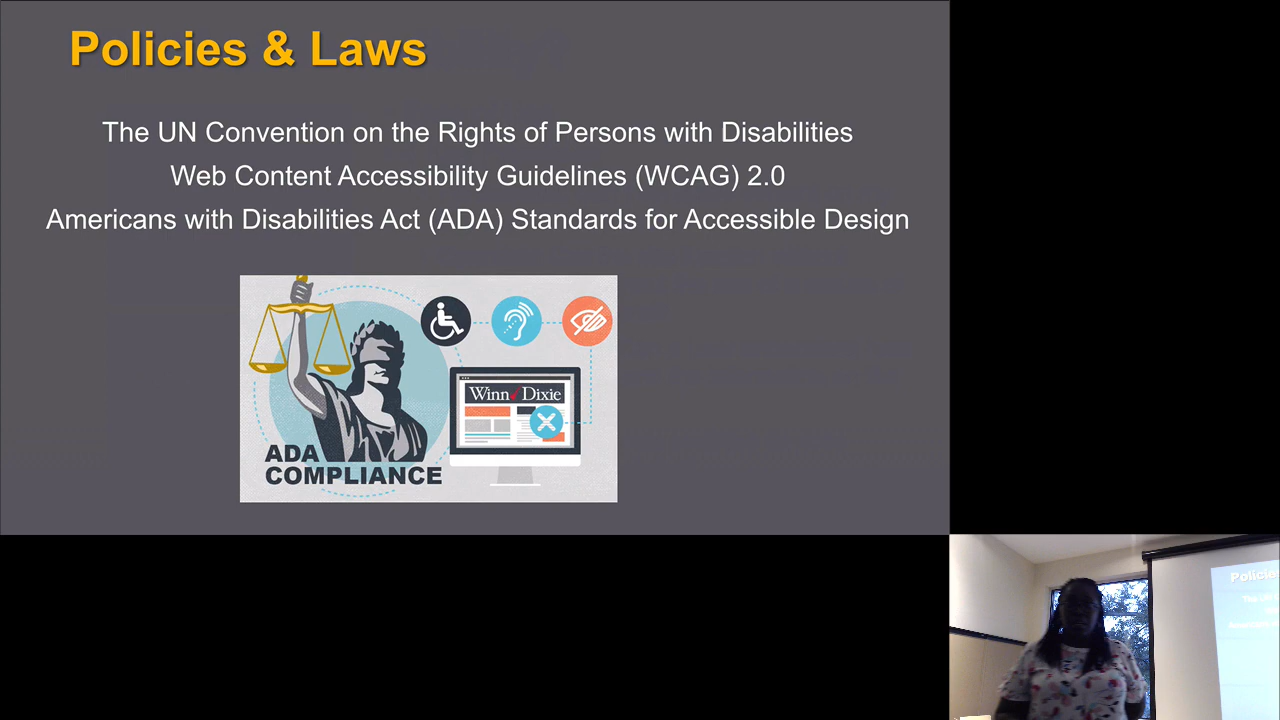 Policies & Laws
The UN Convention on the Rights of Persons with Disabilities
Web Content Accessibility Guidelines (WCAG) 2.0
Americans with Disabilities Act (ADA) Standards for Accessible Design
Winn Dixie
ADA
COMPLIANCE
Policies